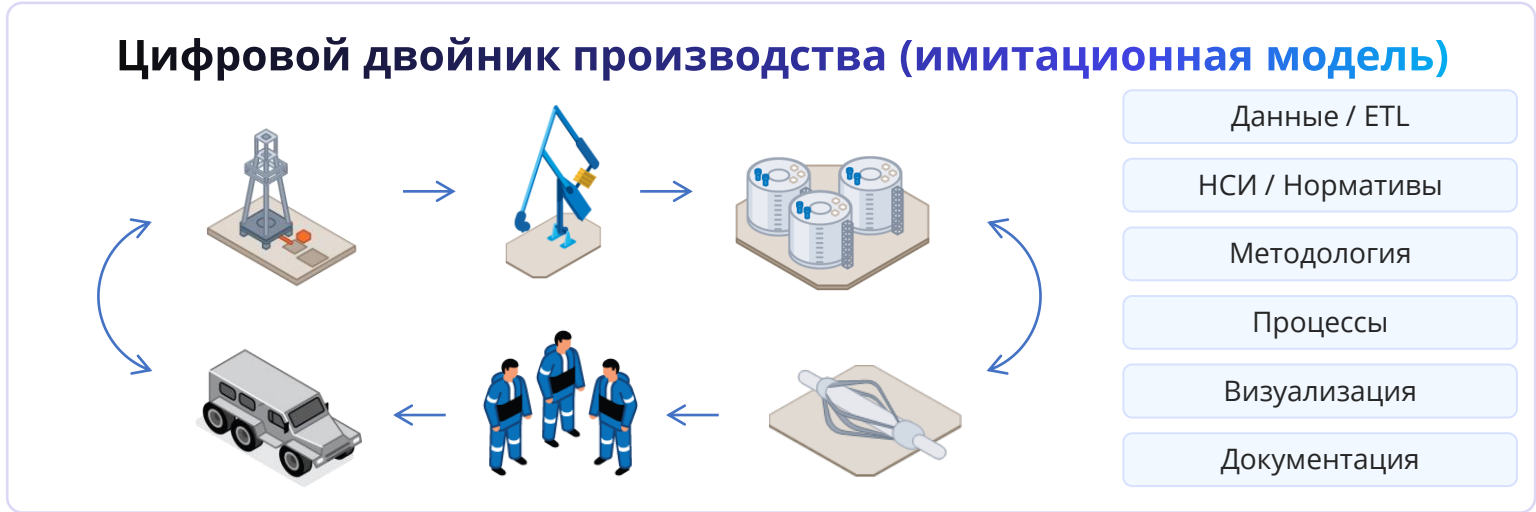 Цифровой двойник производства (имитационная модель)
Данные / ETL
НСИ / Нормативы
Методология
Процессы
Визуализация
Документация